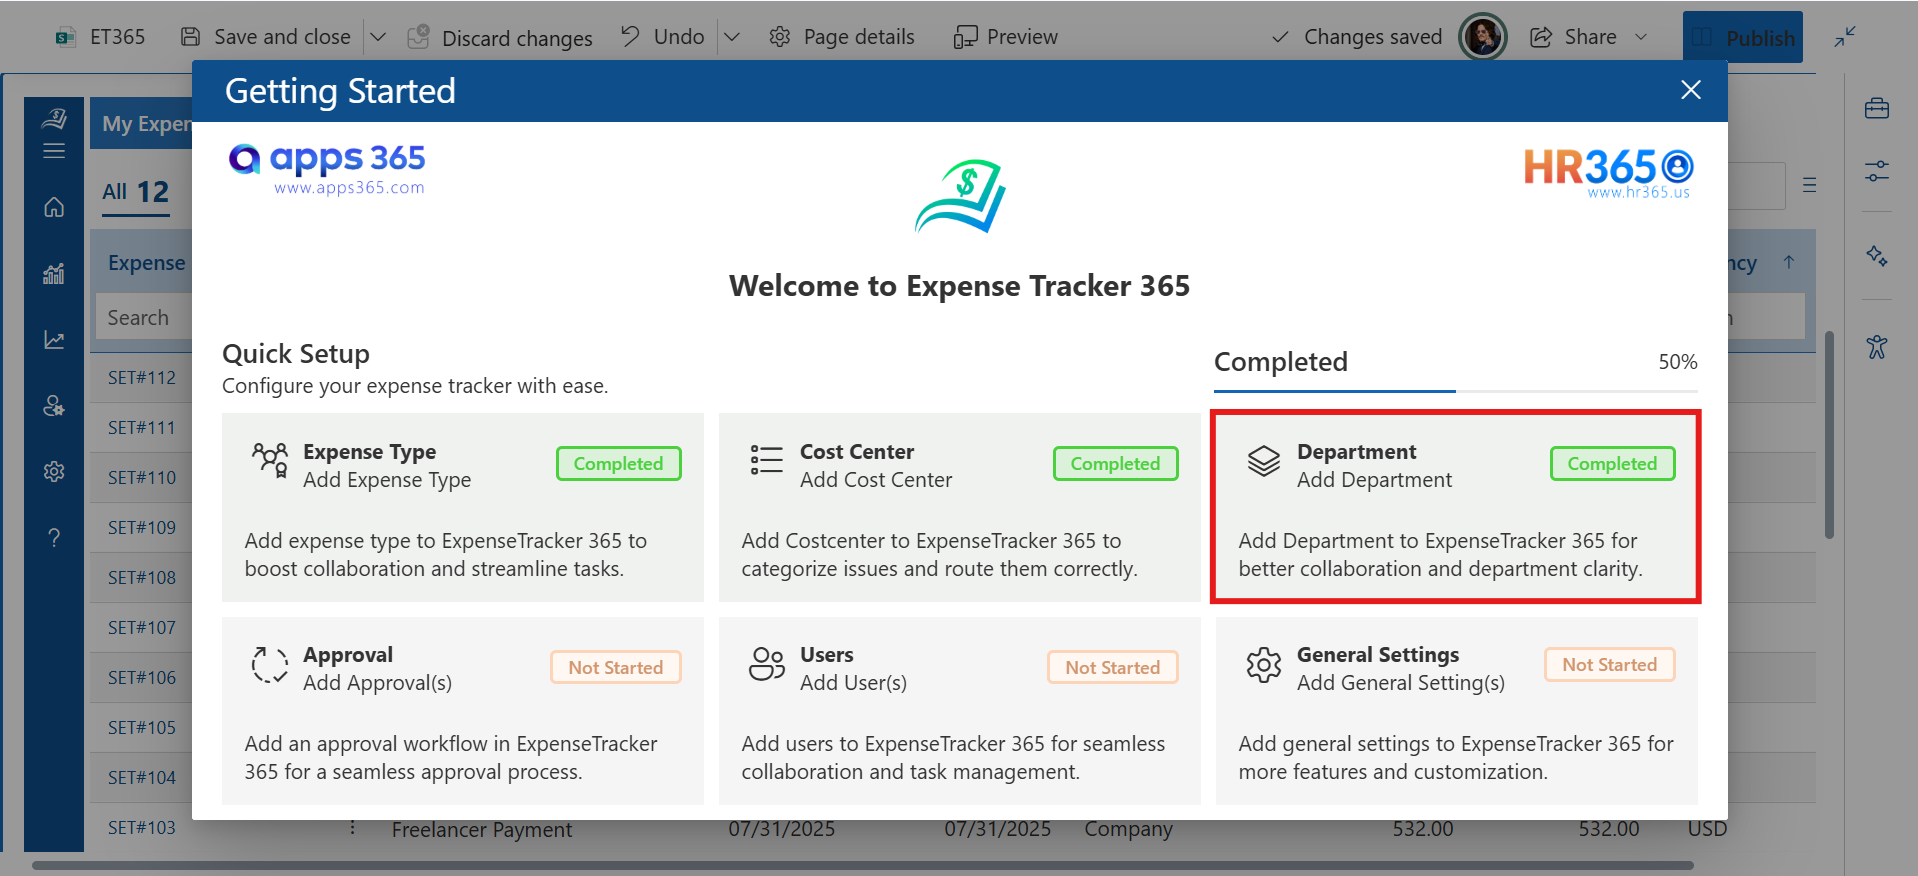 ET365
Save and close
Discard changes
Undo
Page details
Preview
Changes saved
Share
Publish
Getting Started
My Expen
All 12
apps 365
www.apps365.com
HR365
www.hr365.us
Welcome to Expense Tracker 365
Expense
ncy
Search
Quick Setup
Configure your expense tracker with ease.
Completed
50%
Expense Type
Add Expense Type
Completed
Add expense type to ExpenseTracker 365 to
boost collaboration and streamline tasks.
Cost Center
Add Cost Center
Completed
Add Costcenter to ExpenseTracker 365 to
categorize issues and route them correctly.
Department
Add Department
Completed
Add Department to ExpenseTracker 365 for
better collaboration and department clarity.
Approval
Add Approval(s)
Not Started
Add an approval workflow in ExpenseTracker
365 for a seamless approval process.
Users
Add User(s)
Not Started
Add users to ExpenseTracker 365 for seamless
collaboration and task management.
General Settings
Add General Setting(s)
Not Started
Add general settings to ExpenseTracker 365 for
more features and customization.
SET#112
SET#111
SET#110
SET#109
SET#108
SET#107
SET#106
SET#105
SET#104
SET#103
Freelancer Payment
07/31/2025
07/31/2025
Company
532.00
532.00
USD